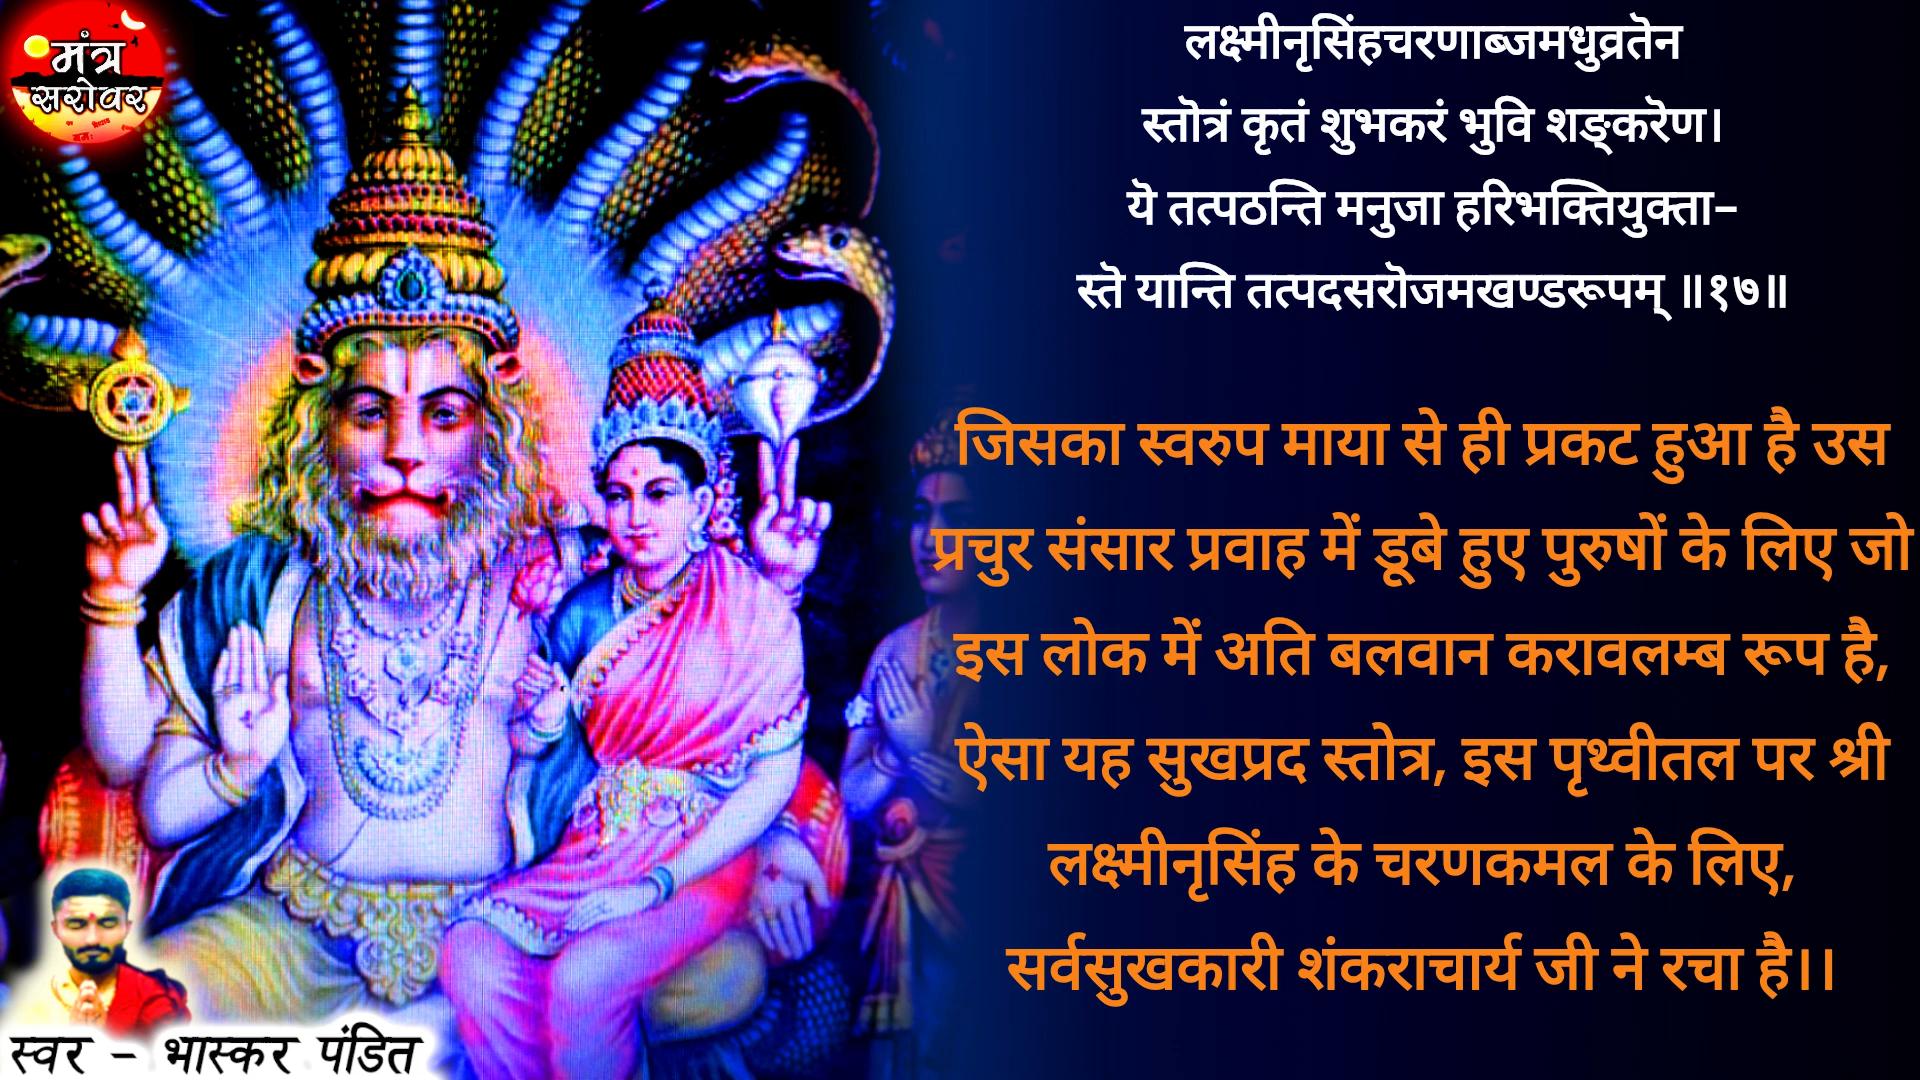 मंत्र
सरोवर
लक्ष्मीनृसिंहचरणाब्जमधुव्रतॆन
स्तॊत्रं कृतं शुभकरं भुवि शङ्करॆण।
यॆ तत्पठन्ति मनुजा हरिभक्तियुक्ता–
स्तॆ यान्ति तत्पदसरॊजमखण्डरूपम् ॥१७॥
जिसका स्वरुप माया से ही प्रकट हुआ है उस
प्रचुर संसार प्रवाह में डूबे हुए पुरुषों के लिए जो
इस लोक में अति बलवान करावलम्ब रूप है,
ऐसा यह सुखप्रद स्तोत्र, इस पृथ्वीतल पर श्री
लक्ष्मीनृसिंह के चरणकमल के लिए,
सर्वसुखकारी शंकराचार्य जी ने रचा है।।
स्वर – भास्कर पंडित